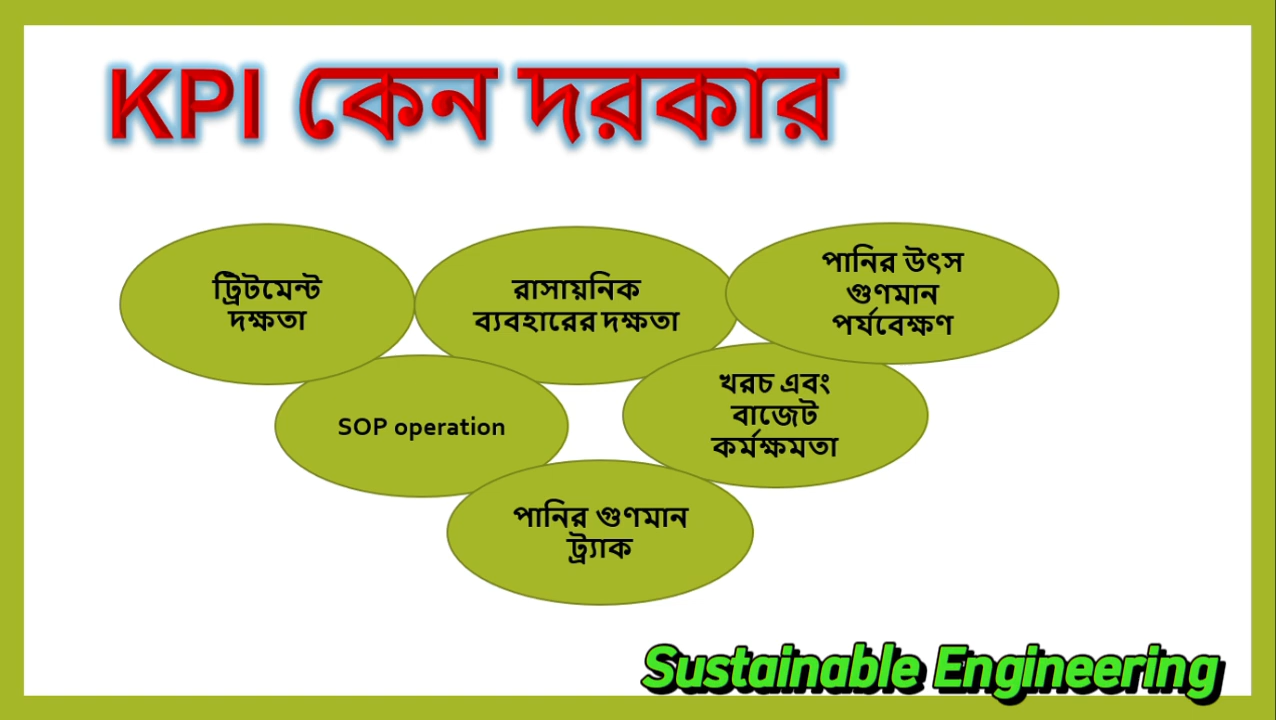 KPI কেন দরকার
ট্রিটমেন্ট
দক্ষতা
রাসায়নিক
ব্যবহারের দক্ষতা
পানির উৎস
গুণমান
পর্যবেক্ষণ
SOP operation
খরচ এবং
বাজেট
কর্মক্ষমতা
পানির গুণমান
ট্র্যাক
Sustainable Engineering